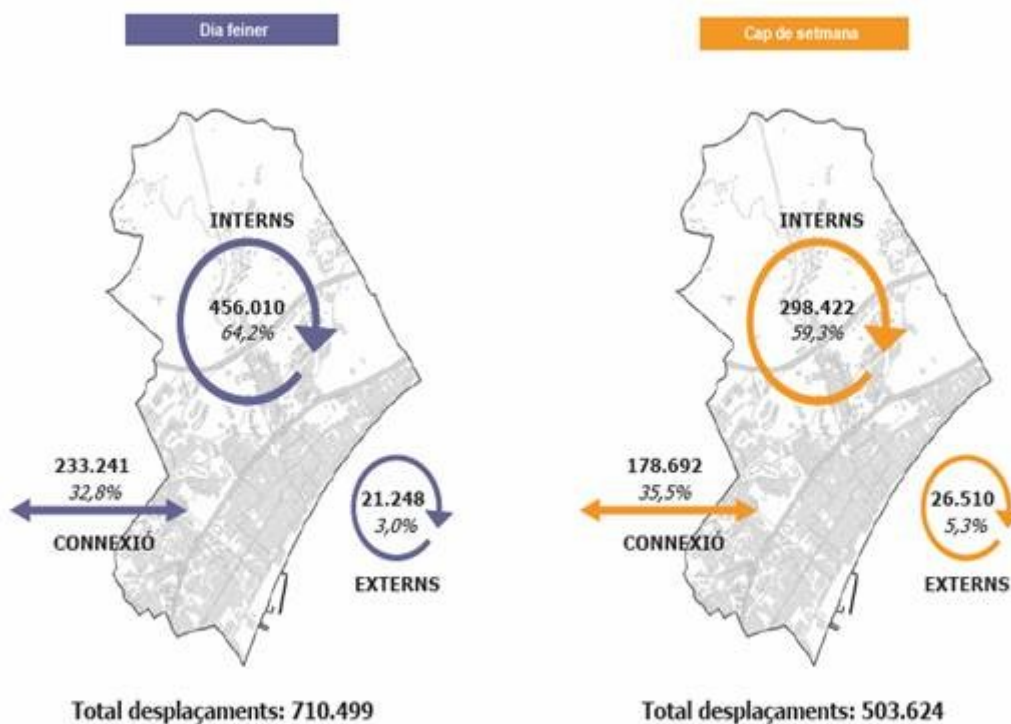 Dia feiner
INTERNS
456.010
64,2%
233.241
32,8%
CONNEXIÓ
21.248
3,0%
EXTERNS
Total desplaçaments: 710.499
Cap de setmana
INTERNS
298.422
59,3%
178.692
35,5%
CONNEXIÓ
26.510
5,3%
EXTERNS
Total desplaçaments: 503.624